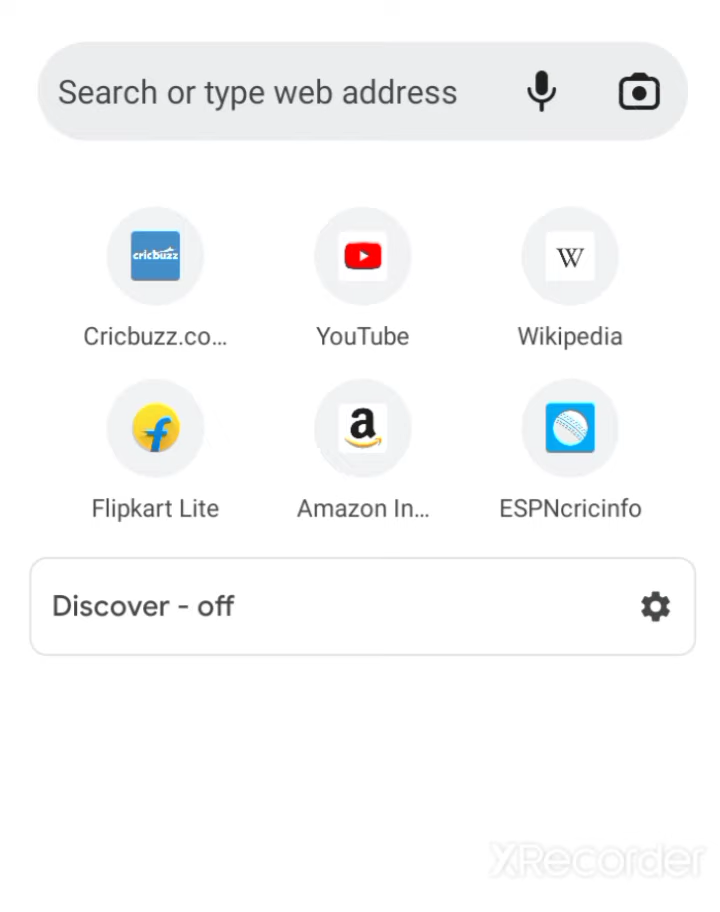 Search or type web address
cricbuzz
W
Cricbuzz.co...
YouTube
Wikipedia
f
a
Flipkart Lite
Amazon In...
ESPNcricinfo
Discover - off
XRecorder